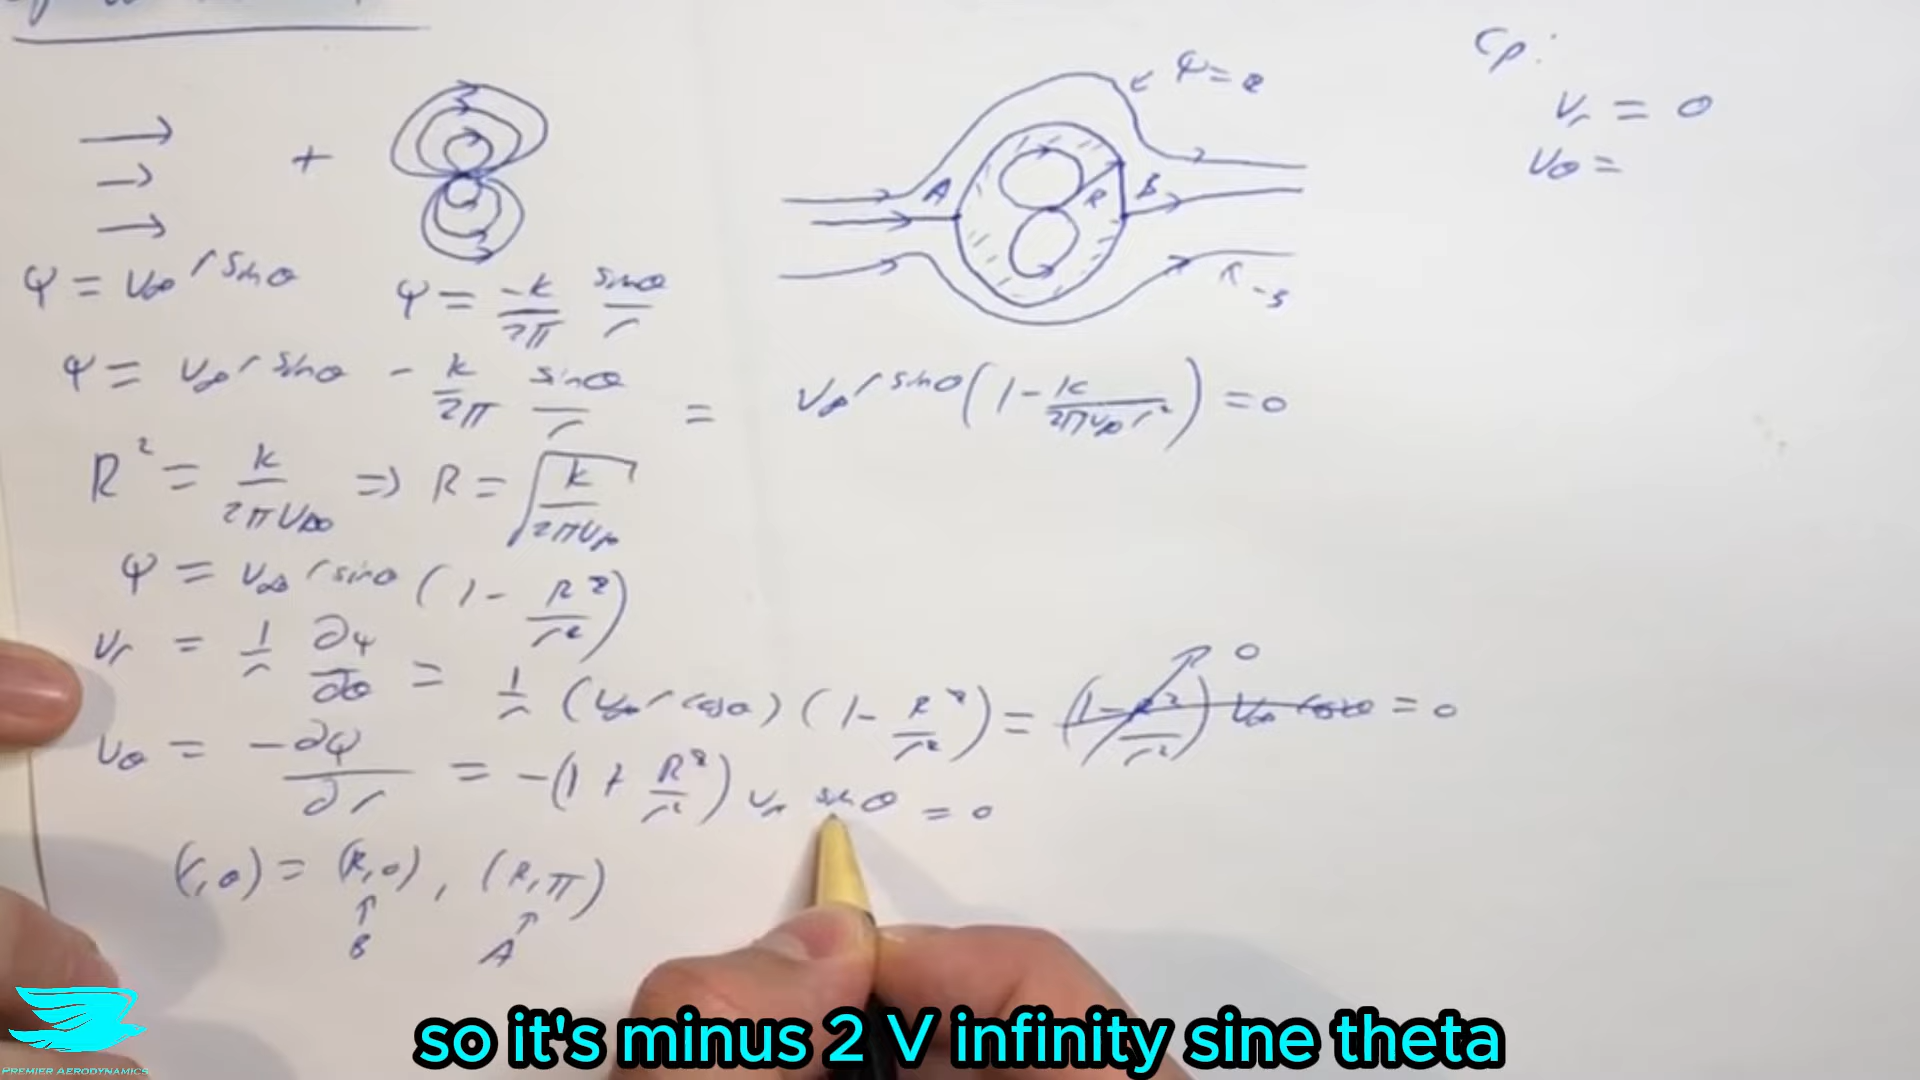 +
ψ = V∞ r sinθ
ψ = -k/2π sinθ/r
ψ = V∞ r sinθ - k/2π sinθ/r = V∞ r sinθ (1 - k/2πV∞r²) = 0
R² = k/2πV∞ => R = √(k/2πV∞)
ψ = V∞ r sinθ (1 - R²/r²)
Vr = 1/r ∂ψ/∂θ = 1/r (V∞ r cosθ) (1 - R²/r²) = (1 - R²/r²) V∞ cosθ = 0
0
Vθ = -∂ψ/∂r = -(1 + R²/r²) V∞ sinθ = 0
(r, θ) = (R, 0), (R, π)
B
A
A
R
B
-5
Cp:
Vr = 0
Vθ =
so it's minus 2 V infinity sine theta
PREMIER AERODYNAMICS